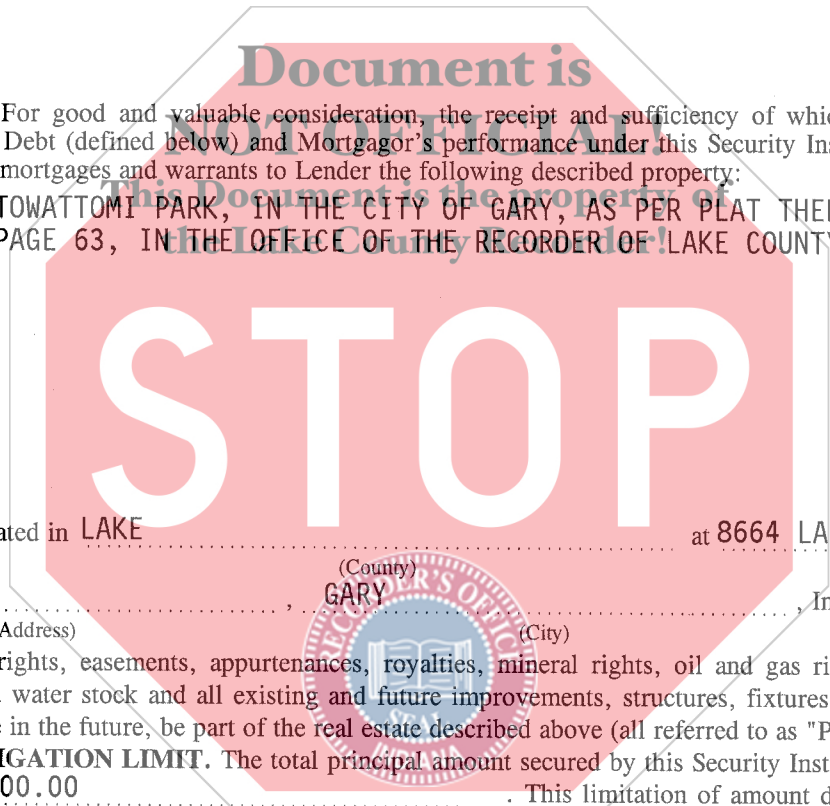 Document is
For good and valuable consideration, the receipt and sufficiency of whic
NOT OFFICIAL!
Debt (defined below) and Mortgagor's performance under this Security Ins
mortgages and warrants to Lender the following described property:
This Document is the property of
TOWATTOMI PARK, IN THE CITY OF GARY, AS PER PLAT THER
the Lake County Recorder!
PAGE 63, IN THE OFFICE OF THE RECORDER OF LAKE COUNTY
STOP
ated in LAKE at 8664 LA
(County)
, GARY , In
Address) (City)
RECORDER'S OFFICE
rights, easements, appurtenances, royalties, mineral rights, oil and gas ri
water stock and all existing and future improvements, structures, fixtures
SEAL
in the future, be part of the real estate described above (all referred to as "P
INDIANA
IGATION LIMIT. The total principal amount secured by this Security Inst
00.00 . This limitation of amount d